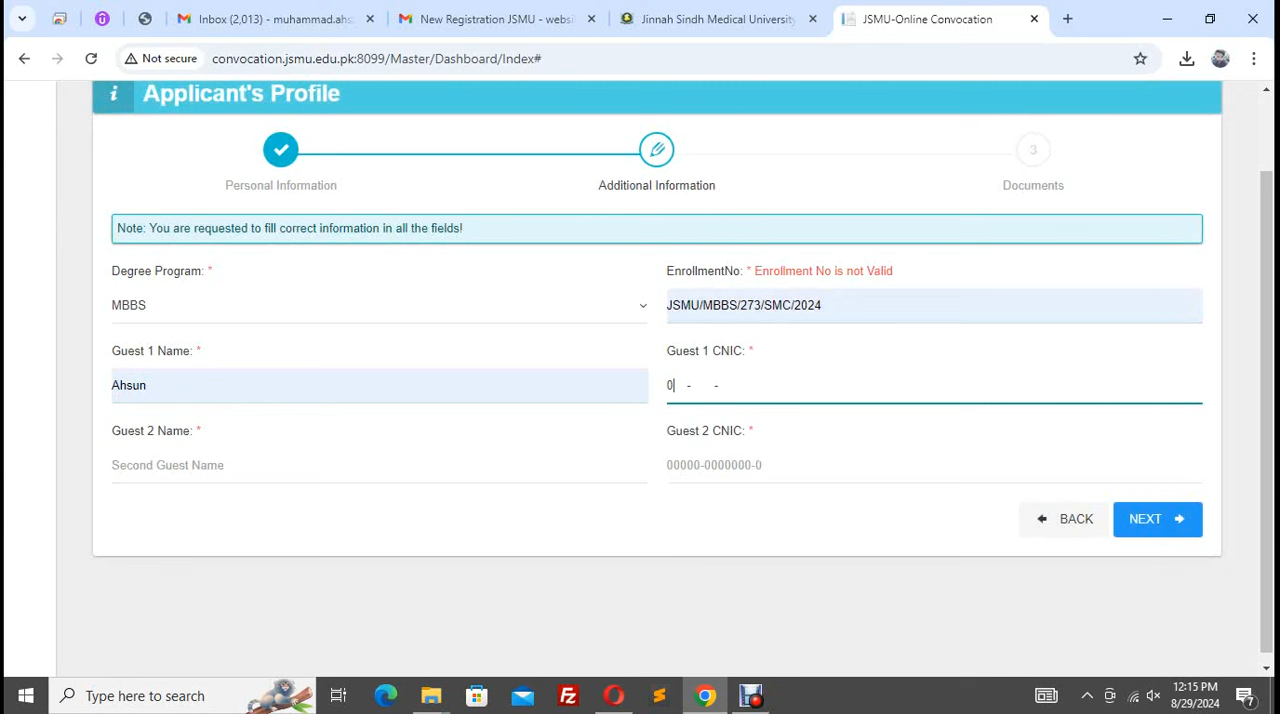 Inbox (2,013) - muhammad.ahs
New Registration JSMU - websi
Jinnah Sindh Medical University
JSMU-Online Convocation
Not secure
convocation.jsmu.edu.pk:8099/Master/Dashboard/Index#
Applicant's Profile
3
Personal Information
Additional Information
Documents
Note: You are requested to fill correct information in all the fields!
Degree Program: *
EnrollmentNo: * Enrollment No is not Valid
MBBS
JSMU/MBBS/273/SMC/2024
Guest 1 Name: *
Guest 1 CNIC: *
Ahsun
0 - -
Guest 2 Name: *
Guest 2 CNIC: *
Second Guest Name
00000-0000000-0
BACK
NEXT
Type here to search
12:15 PM
8/29/2024
7